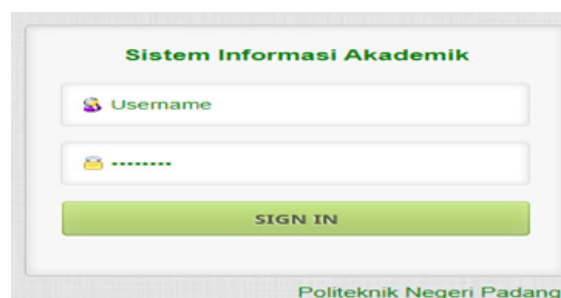 Sistem Informasi Akademik
Username
••••••••
SIGN IN
Politeknik Negeri Padang